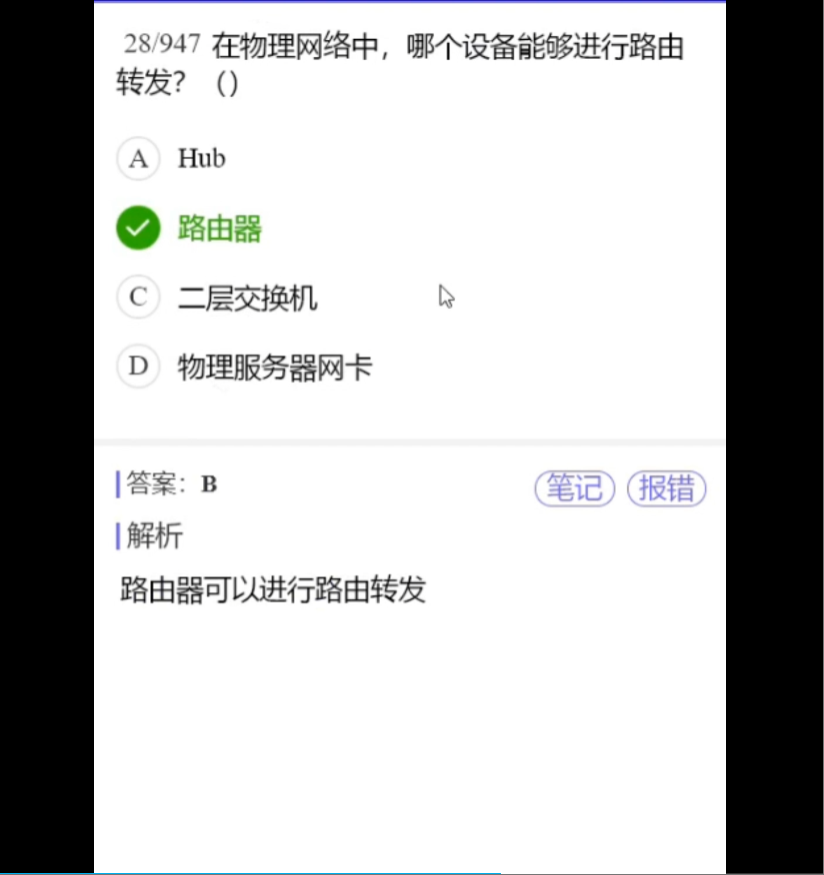 28/947 在物理网络中，哪个设备能够进行路由
转发？（）
A Hub
路由器
C 二层交换机
D 物理服务器网卡
答案：B
笔记 报错
解析
路由器可以进行路由转发